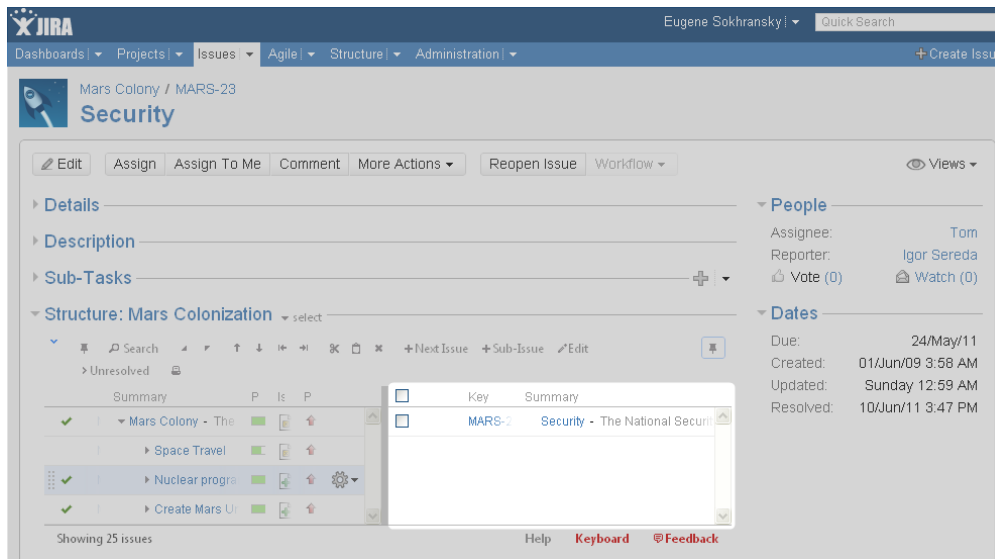 JIRA
Eugene Sokhransky Quick Search
Dashboards Projects Issues Agile Structure Administration + Create Issu
Mars Colony / MARS-23
Security
Edit Assign Assign To Me Comment More Actions Reopen Issue Workflow Views
Details
People
Assignee: Tom
Description
Reporter: Igor Sereda
Sub-Tasks
Vote (0) Watch (0)
Structure: Mars Colonization select
Dates
Due: 24/May/11
Search +Next Issue +Sub-Issue Edit
Created: 01/Jun/09 3:58 AM
Unresolved
Updated: Sunday 12:59 AM
Summary P Is P Key Summary
Resolved: 10/Jun/11 3:47 PM
Mars Colony - The MARS-2 Security - The National Securit
Space Travel
Nuclear progra
Create Mars U
Showing 25 issues Help Keyboard Feedback